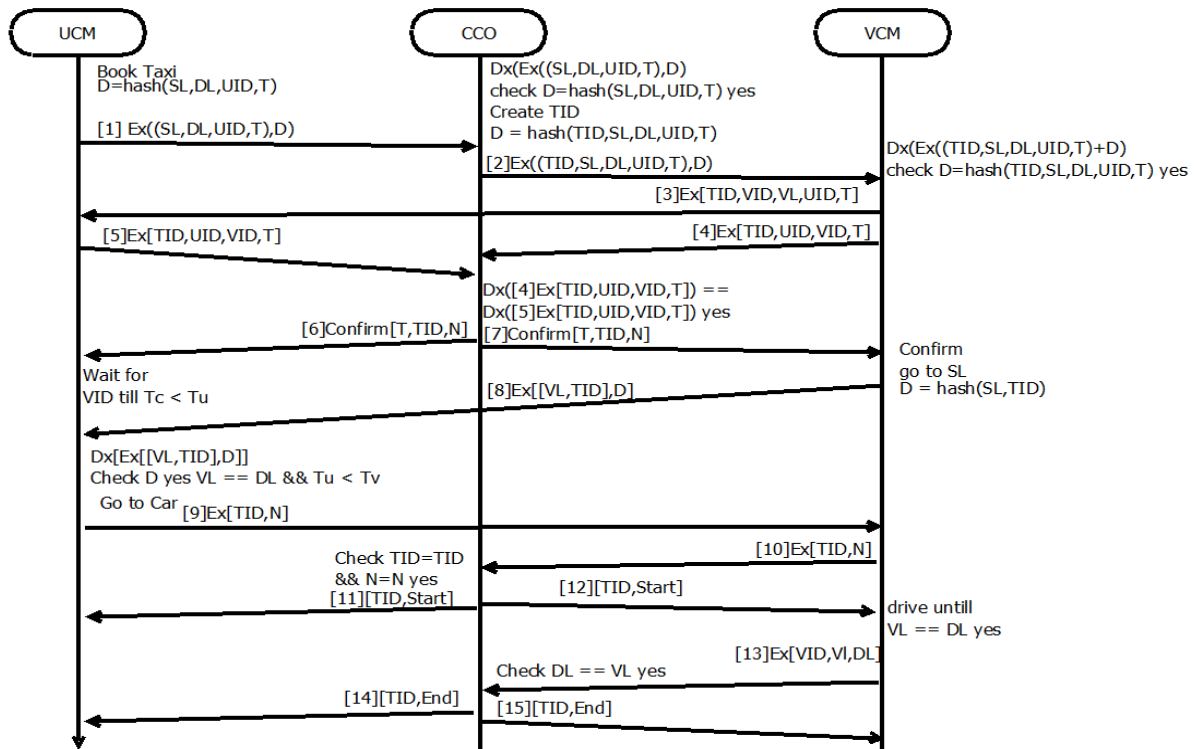 UCM
CCO
VCM
Book Taxi
D=hash(SL,DL,UID,T)
Dx(Ex((SL,DL,UID,T),D)
check D=hash(SL,DL,UID,T) yes
Create TID
D = hash(TID,SL,DL,UID,T)
[1] Ex((SL,DL,UID,T),D)
Dx(Ex((TID,SL,DL,UID,T)+D)
check D=hash(TID,SL,DL,UID,T) yes
[2]Ex((TID,SL,DL,UID,T),D)
[3]Ex[TID,VID,VL,UID,T]
[5]Ex[TID,UID,VID,T]
[4]Ex[TID,UID,VID,T]
Dx([4]Ex[TID,UID,VID,T]) ==
Dx([5]Ex[TID,UID,VID,T]) yes
[6]Confirm[T,TID,N]
[7]Confirm[T,TID,N]
Confirm
go to SL
D = hash(SL,TID)
Wait for
VID till Tc < Tu
[8]Ex[[VL,TID],D]
Dx[Ex[[VL,TID],D]]
Check D yes VL == DL && Tu < Tv
Go to Car
[9]Ex[TID,N]
[10]Ex[TID,N]
Check TID=TID
&& N=N yes
[11][TID,Start]
[12][TID,Start]
drive untill
VL == DL yes
[13]Ex[VID,Vl,DL]
Check DL == VL yes
[14][TID,End]
[15][TID,End]